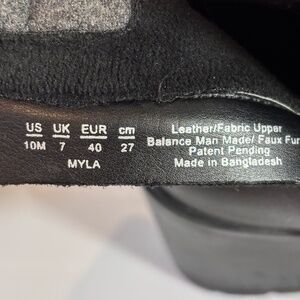 US UK EUR cm
10M 7 40 27
MYLA
Leather/Fabric Upper
Balance Man Made/ Faux Fur
Patent Pending
Made in Bangladesh